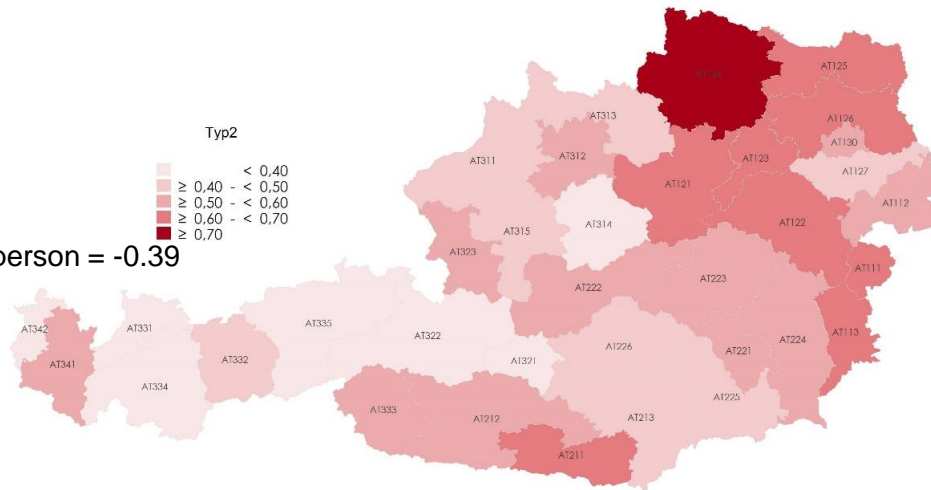 AT124
AT125
AT126
AT313
AT130
AT312
AT123
AT311
AT127
AT121
AT112
AT314
AT122
AT315
AT323
AT111
AT223
AT222
AT342
AT331
AT335
AT113
AT322
AT226
AT224
AT341
AT332
AT321
AT221
AT334
AT225
AT333
AT212
AT213
AT211
Typ2
< 0,40
≥ 0,40 - < 0,50
≥ 0,50 - < 0,60
≥ 0,60 - < 0,70
≥ 0,70
person = -0.39